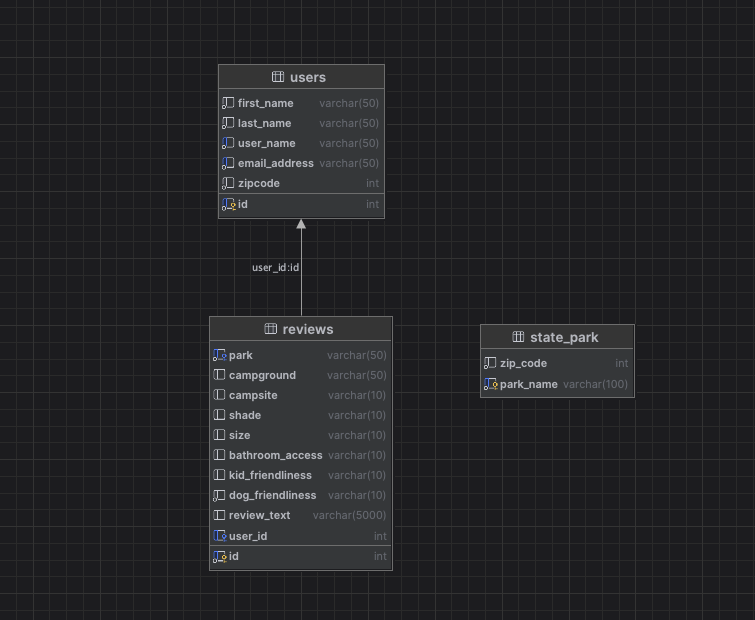 users
first_name varchar(50)
last_name varchar(50)
user_name varchar(50)
email_address varchar(50)
zipcode int
id int
user_id:id
reviews
park varchar(50)
campground varchar(50)
campsite varchar(10)
shade varchar(10)
size varchar(10)
bathroom_access varchar(10)
kid_friendliness varchar(10)
dog_friendliness varchar(10)
review_text varchar(5000)
user_id int
id int
state_park
zip_code int
park_name varchar(100)